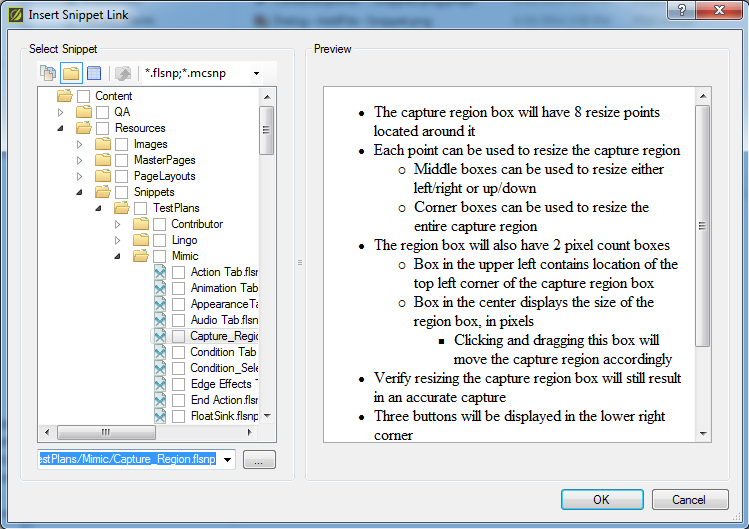 Insert Snippet Link
Select Snippet
*.flsnp;*.mcsnp
Content
QA
Resources
Images
MasterPages
PageLayouts
Snippets
TestPlans
Contributor
Lingo
Mimic
Action Tab.flsn
Animation Tab
AppearanceTa
Audio Tab.flsnp
Capture_Regio
Condition Tab
Condition_Sele
Edge Effects T
End Action.flsn
FloatSink.flsnp
estPlans/Mimic/Capture_Region.flsnp
...
Preview
• The capture region box will have 8 resize points
located around it
• Each point can be used to resize the capture region
o Middle boxes can be used to resize either
left/right or up/down
o Corner boxes can be used to resize the
entire capture region
• The region box will also have 2 pixel count boxes
o Box in the upper left contains location of the
top left corner of the capture region box
o Box in the center displays the size of the
region box, in pixels
▪ Clicking and dragging this box will
move the capture region accordingly
• Verify resizing the capture region box will still result
in an accurate capture
• Three buttons will be displayed in the lower right
corner
OK
Cancel